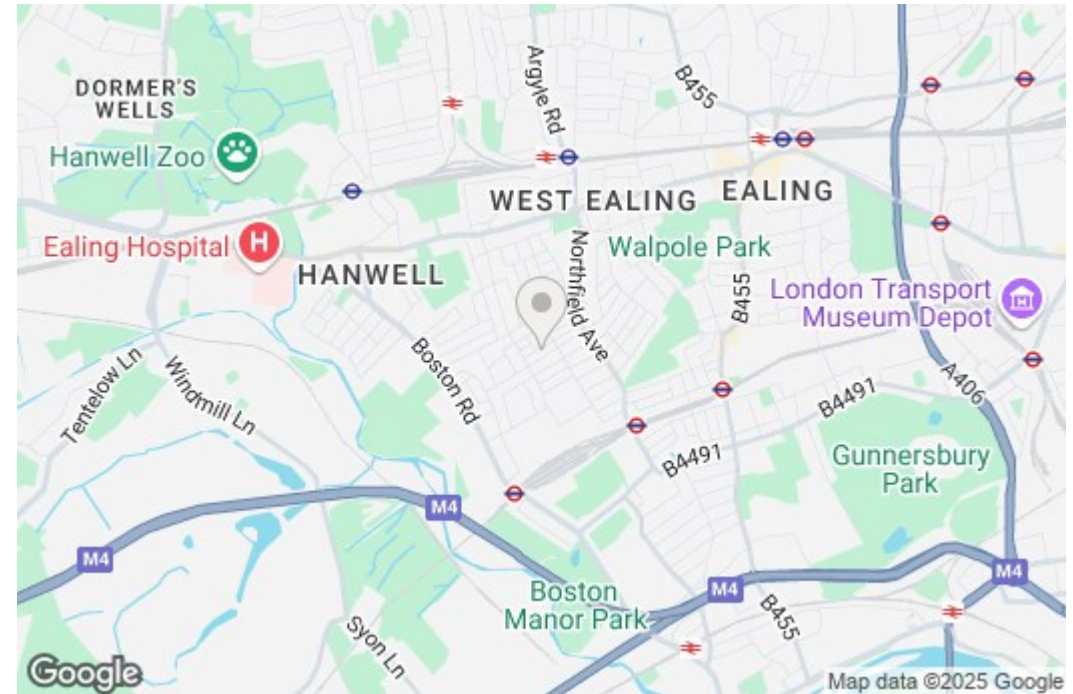 Argyle Rd
B455
DORMER'S
WELLS
Hanwell Zoo
WEST EALING
EALING
Ealing Hospital
H
HANWELL
Northfield Ave
Walpole Park
B455
London Transport
Museum Depot
Tentelow Ln
Windmill Ln
Boston Rd
A406
B4491
B4491
Gunnersbury
Park
M4
M4
M4
M4
Boston
Manor Park
B455
Syon Ln
Google
Map data ©2025 Google